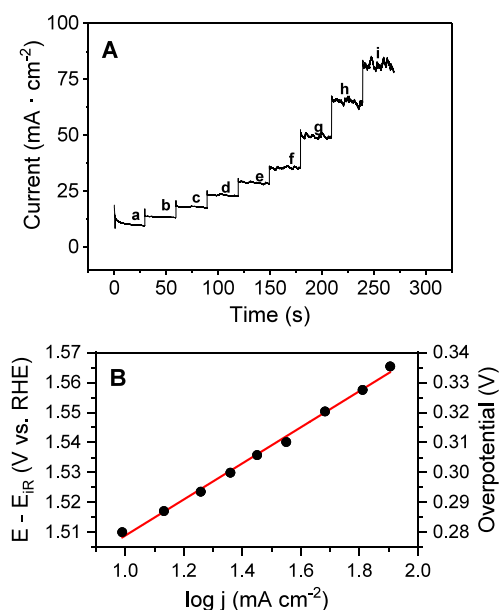 A
Current (mA · cm⁻²)
100
75
50
25
0
a
b
c
d
e
f
g
h
i
0 50 100 150 200 250 300
Time (s)
B
E - E_iR (V vs. RHE)
1.57
1.56
1.54
1.53
1.52
1.51
0.34
0.33
0.32
0.31
0.30
0.29
0.28
Overpotential (V)
1.0 1.2 1.4 1.6 1.8 2.0
log j (mA cm⁻²)